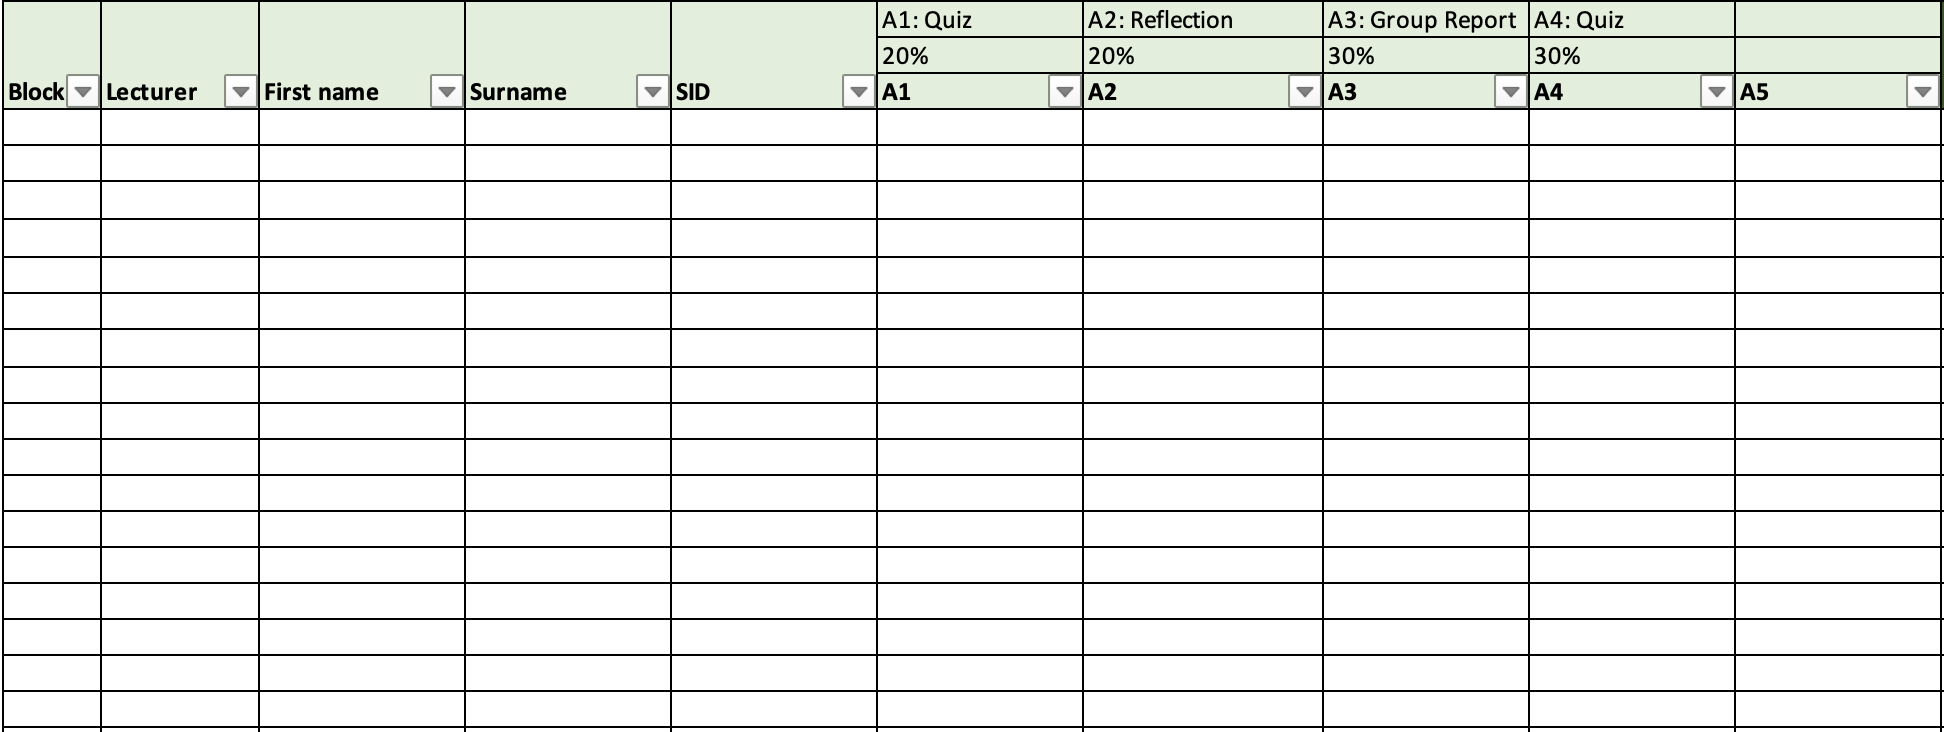 A1: Quiz A2: Reflection A3: Group Report A4: Quiz
20% 20% 30% 30%
Block Lecturer First name Surname SID A1 A2 A3 A4 A5